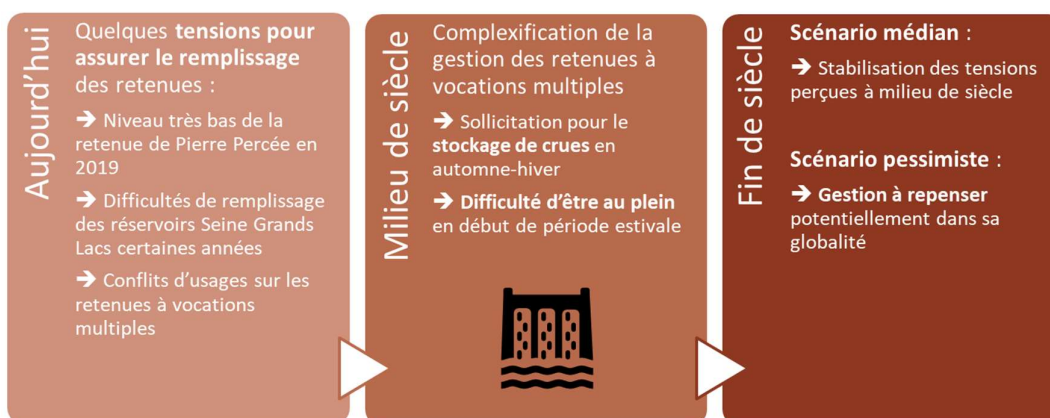 Aujourd'hui
Quelques tensions pour
assurer le remplissage
des retenues :
➔ Niveau très bas de la
retenue de Pierre Percée en
2019
➔ Difficultés de remplissage
des réservoirs Seine Grands
Lacs certaines années
➔ Conflits d'usages sur les
retenues à vocations
multiples
Milieu de siècle
Complexification de la
gestion des retenues à
vocations multiples
➔ Sollicitation pour le
stockage de crues en
automne-hiver
➔ Difficulté d'être au plein
en début de période estivale
Fin de siècle
Scénario médian :
➔ Stabilisation des tensions
perçues à milieu de siècle
Scénario pessimiste :
➔ Gestion à repenser
potentiellement dans sa
globalité